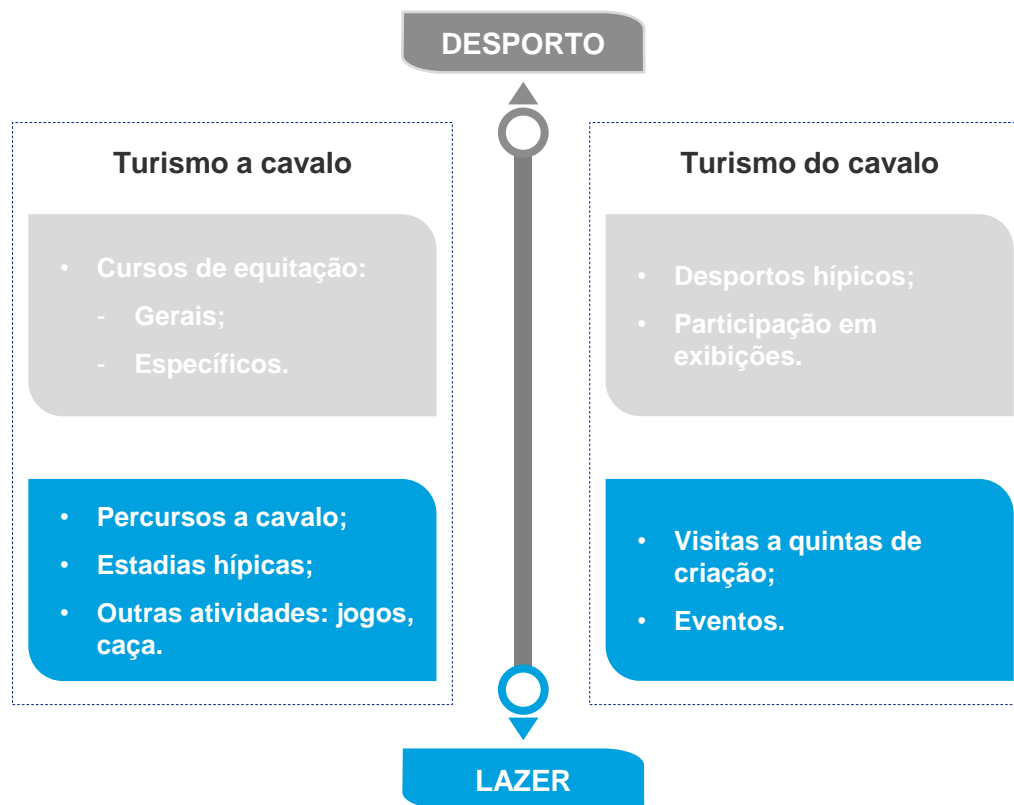 DESPORTO
Turismo a cavalo
• Cursos de equitação:
- Gerais;
- Específicos.
• Percursos a cavalo;
• Estadias hípicas;
• Outras atividades: jogos,
caça.
Turismo do cavalo
• Desportos hípicos;
• Participação em
exibições.
• Visitas a quintas de
criação;
• Eventos.
LAZER